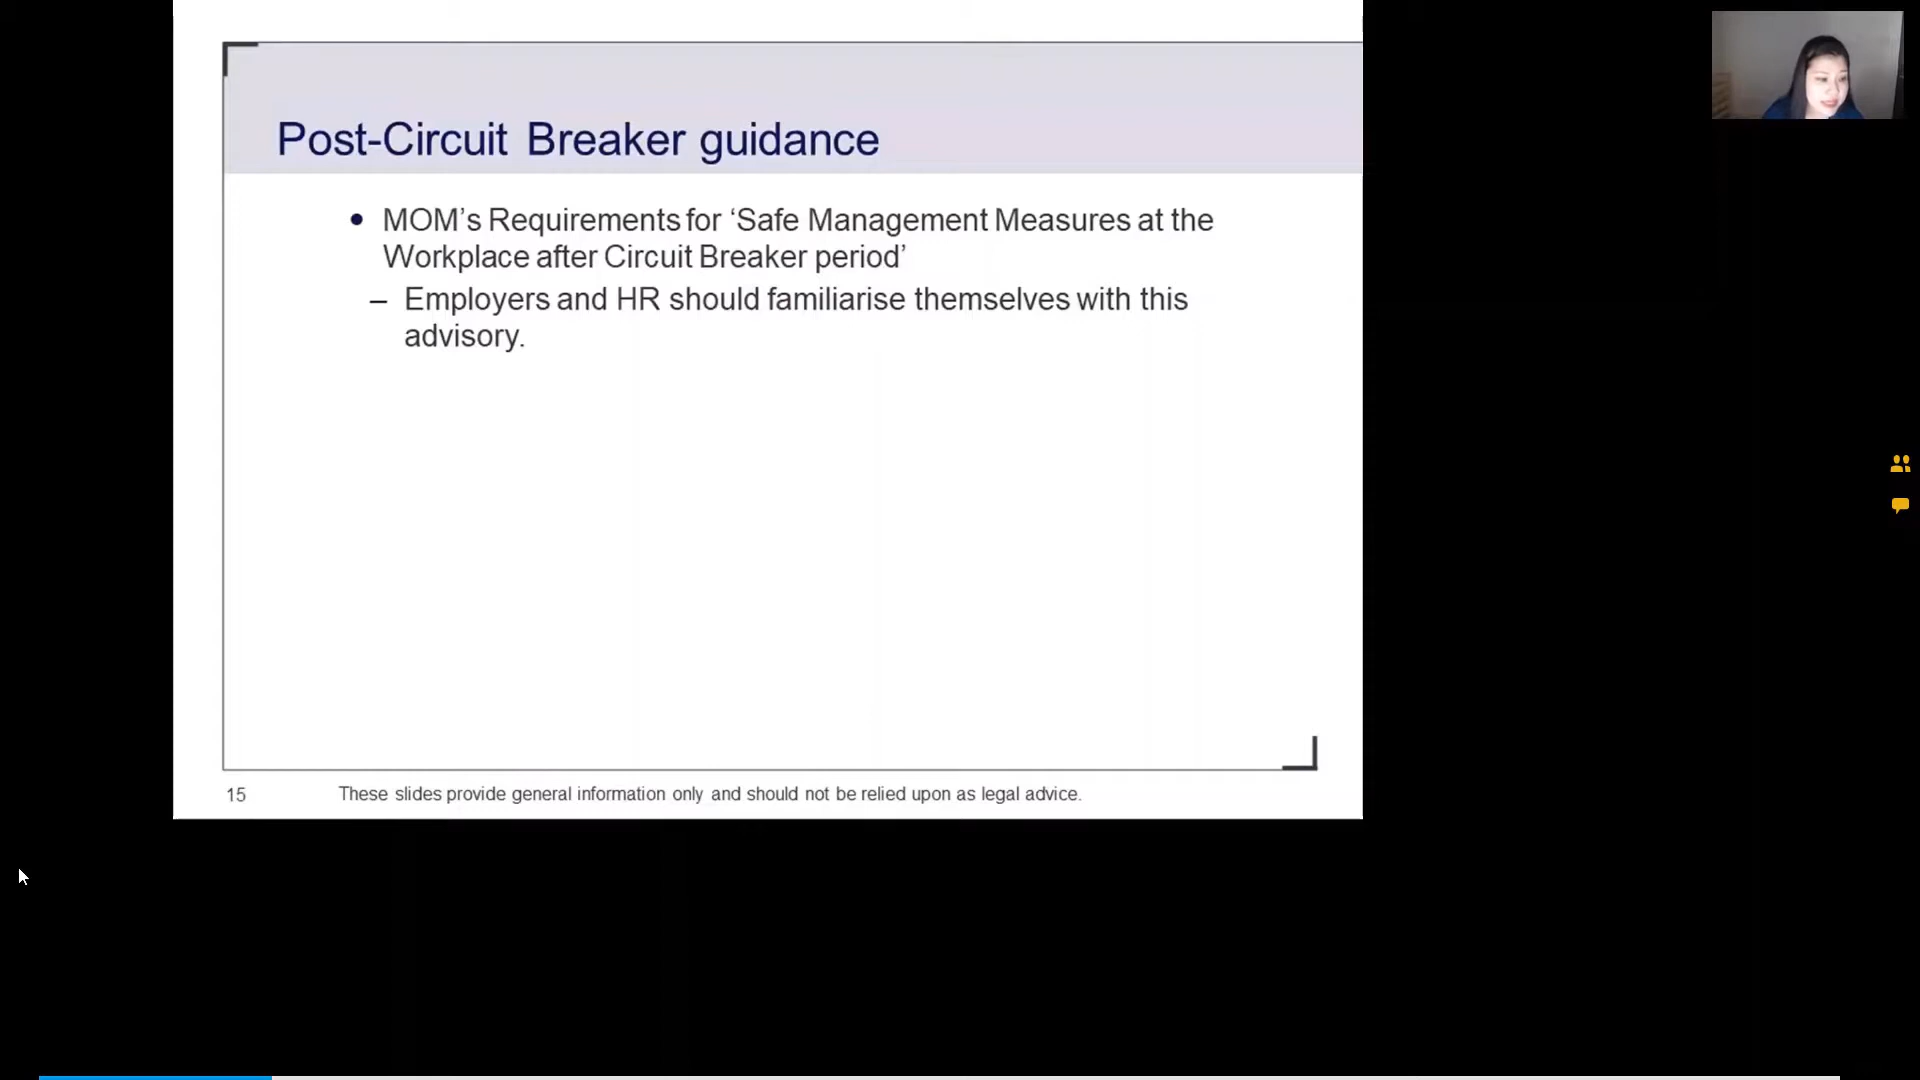 Post-Circuit Breaker guidance
• MOM’s Requirements for ‘Safe Management Measures at the
Workplace after Circuit Breaker period’
– Employers and HR should familiarise themselves with this
advisory.
15 These slides provide general information only and should not be relied upon as legal advice.